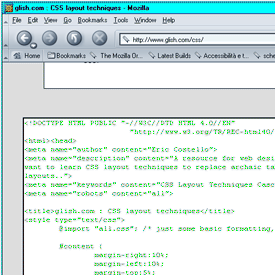 glish.com : CSS layout techniques - Mozilla
File Edit View Go Bookmarks Tools Window Help
http://www.glish.com/css/
Home Bookmarks The Mozilla Or... Latest Builds Accessibilità e t... sche
<!DOCTYPE HTML PUBLIC "-//W3C//DTD HTML 4.0//EN"
"http://www.w3.org/TR/REC-html40/
<html><head>
<meta name="author" content="Eric Costello">
<meta name="description" content="A resource for web desi
want to learn CSS layout techniques to replace archaic ta
layouts..">
<meta name="keywords" content="CSS Layout Techniques Casc
<meta name="robots" content="all">
<title>glish.com : CSS layout techniques</title>
<style type="text/css">
@import "all.css"; /* just some basic formatting,
#content {
margin-right:10%;
margin-left:10%;
margin-top:5%;